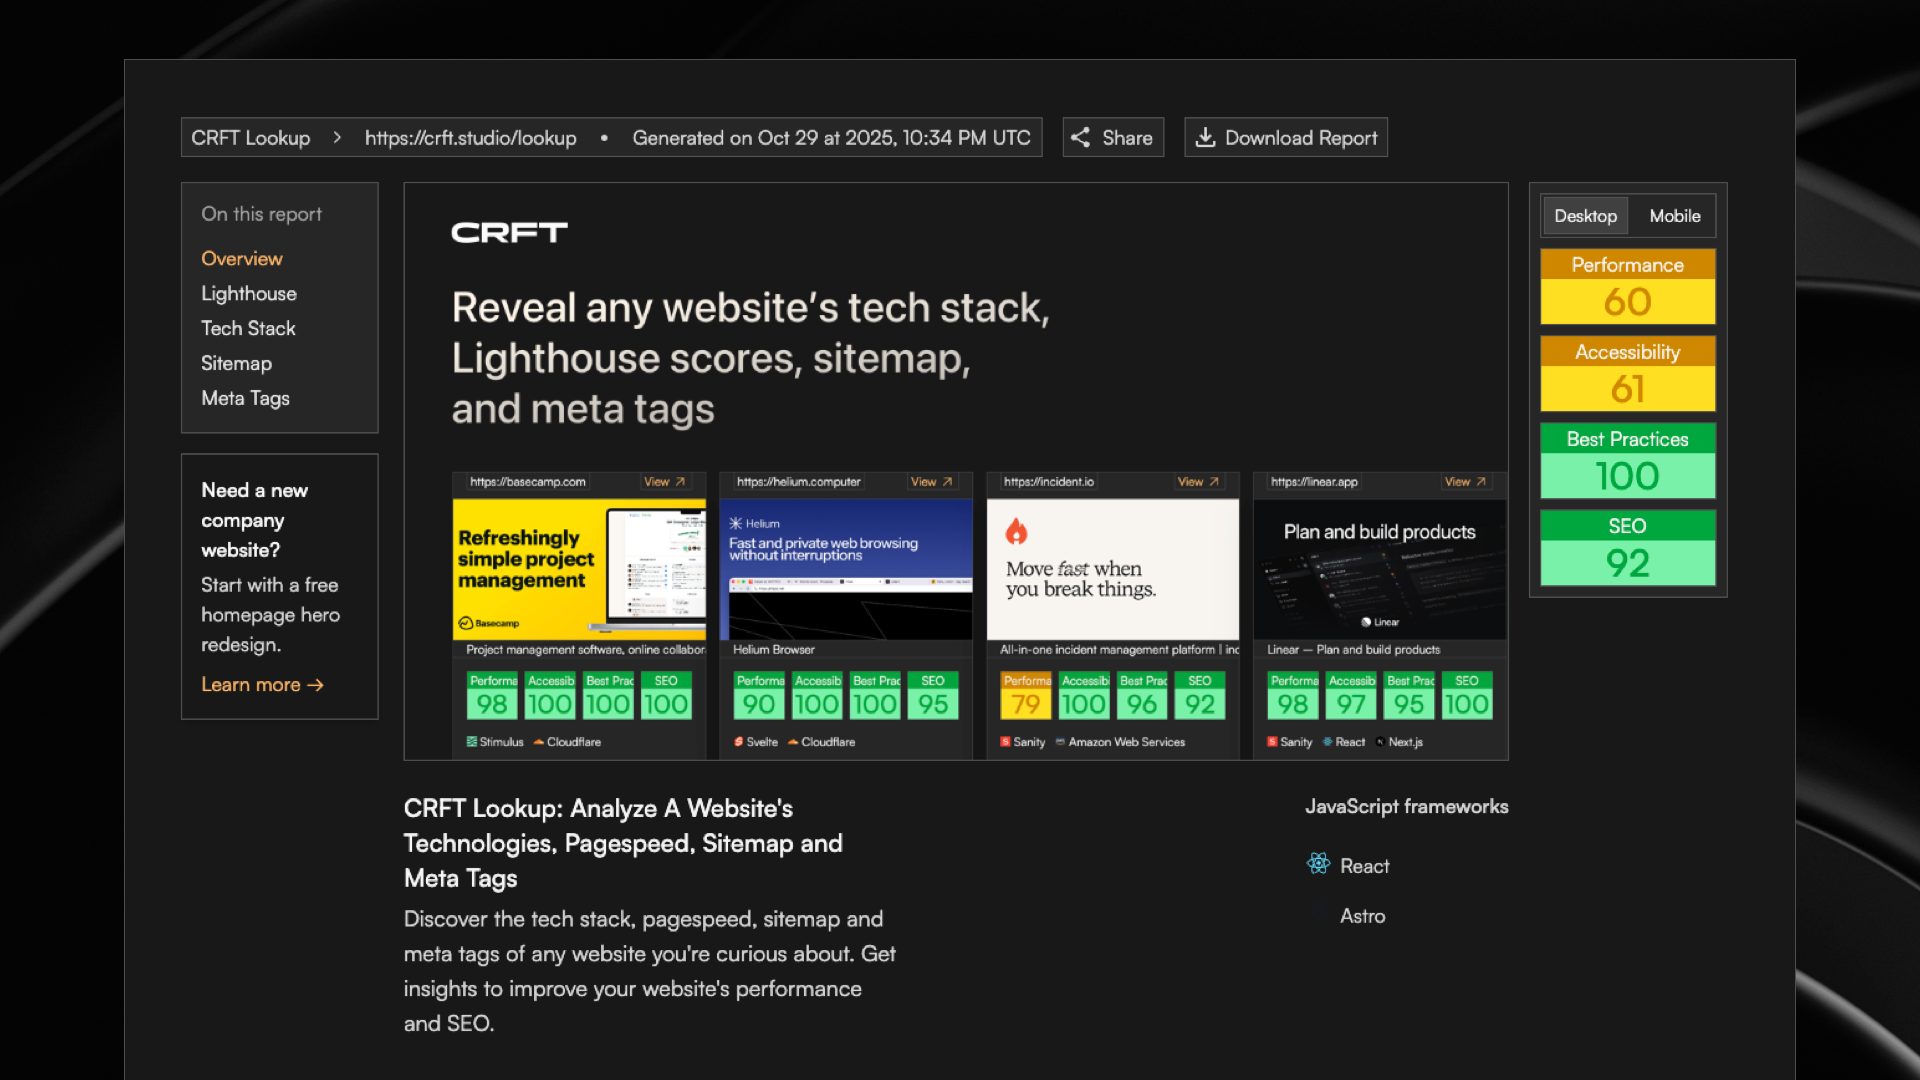 CRFT Lookup > https://crft.studio/lookup • Generated on Oct 29 at 2025, 10:34 PM UTC
Share
Download Report
On this report
Overview
Lighthouse
Tech Stack
Sitemap
Meta Tags
Need a new
company
website?
Start with a free
homepage hero
redesign.
Learn more →
CRFT
Reveal any website’s tech stack,
Lighthouse scores, sitemap,
and meta tags
https://basecamp.com
View ↗
Refreshingly
simple project
management
Basecamp
Project management software, online collabor
Performa
98
Accessib
100
Best Prac
100
SEO
100
Stimulus
Cloudflare
https://helium.computer
View ↗
Helium
Fast and private web browsing
without interruptions
Helium Browser
Performa
90
Accessib
100
Best Prac
100
SEO
95
Svelte
Cloudflare
https://incident.io
View ↗
Move fast when
you break things.
All-in-one incident management platform | inc
Performa
79
Accessib
100
Best Prac
96
SEO
92
Sanity
Amazon Web Services
https://linear.app
View ↗
Plan and build products
Linear
Linear — Plan and build products
Performa
98
Accessib
97
Best Prac
95
SEO
100
Sanity
React
Next.js
Desktop
Mobile
Performance
60
Accessibility
61
Best Practices
100
SEO
92
CRFT Lookup: Analyze A Website's
Technologies, Pagespeed, Sitemap and
Meta Tags
Discover the tech stack, pagespeed, sitemap and
meta tags of any website you're curious about. Get
insights to improve your website's performance
and SEO.
JavaScript frameworks
React
Astro